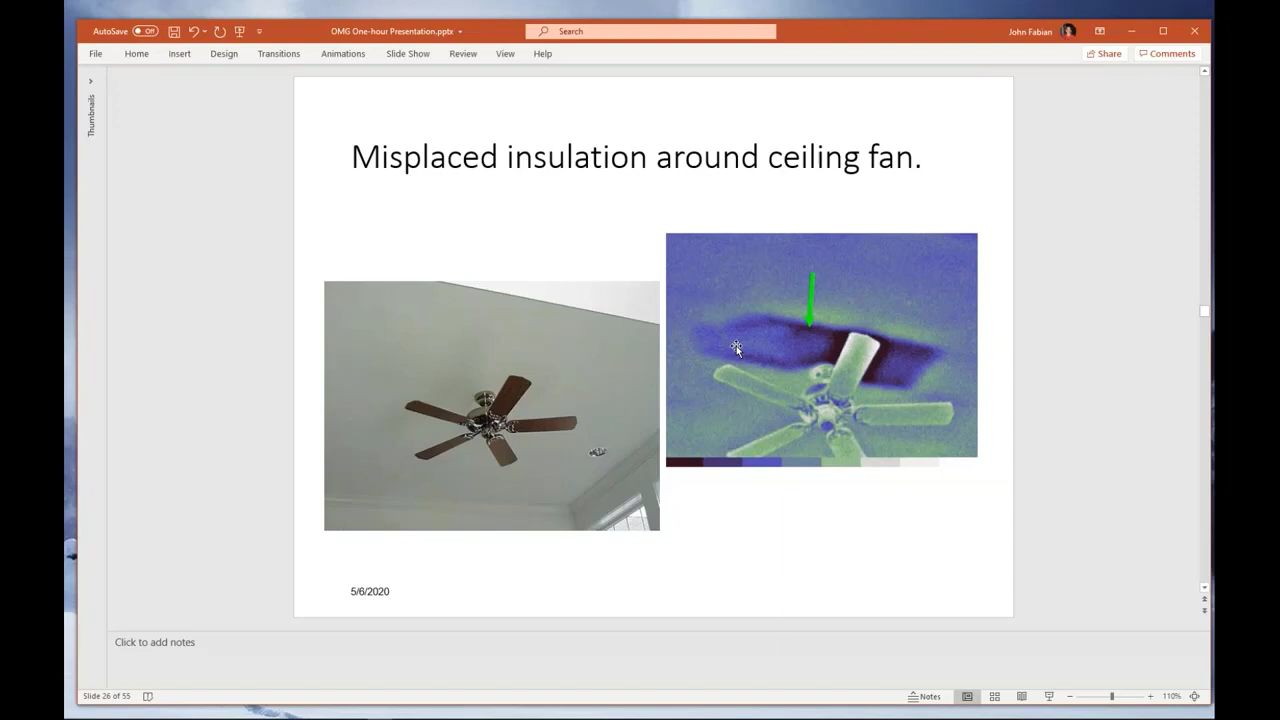 AutoSave Off
OMG One-hour Presentation.pptx
Search
John Fabian
File Home Insert Design Transitions Animations Slide Show Review View Help
Share Comments
Thumbnails
Misplaced insulation around ceiling fan.
5/6/2020
Click to add notes
Slide 26 of 55
Notes
110%